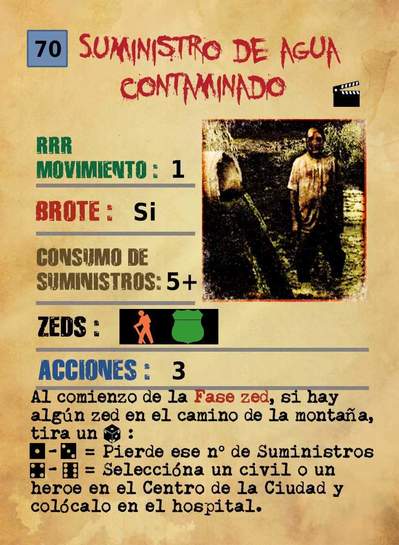 70
SUMINISTRO DE AGUA
CONTAMINADO
RRR
MOVIMIENTO : 1
BROTE : Si
CONSUMO DE
SUMINISTROS: 5+
ZEDS :
ACCIONES : 3
Al comienzo de la Fase zed, si hay
algún zed en el camino de la montaña,
tira un :
- = Pierde ese nº de Suministros
- = Seleccióna un civil o un
heroe en el Centro de la Ciudad y
colócalo en el hospital.